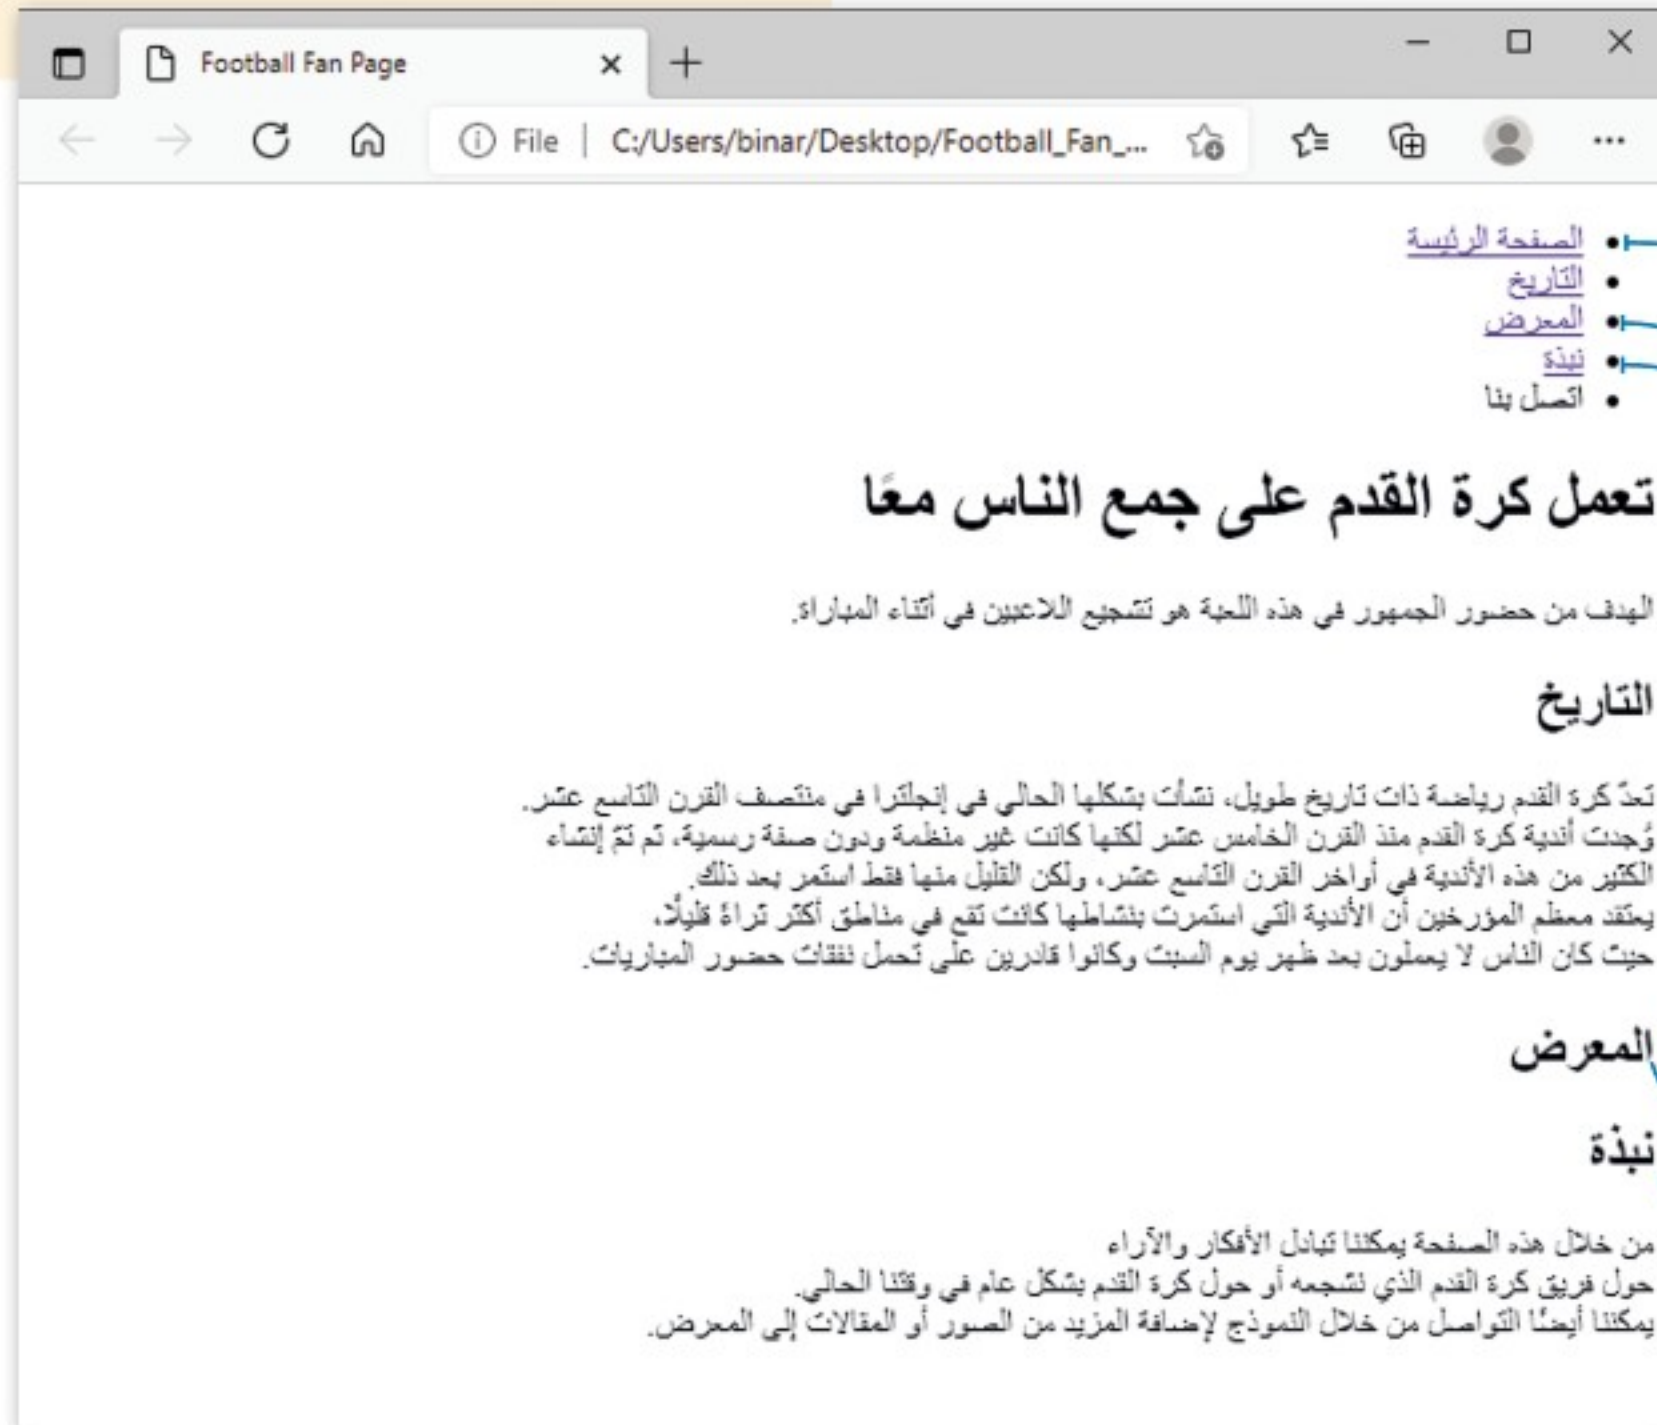 Football Fan Page
File | C:/Users/binar/Desktop/Football_Fan_...
الصفحة الرئيسة
التاريخ
المعرض
نبذة
اتصل بنا
تعمل كرة القدم على جمع الناس معًا
الهدف من حضور الجمهور في هذه اللعبة هو تشجيع اللاعبين في أثناء المباراة.
التاريخ
تعدّ كرة القدم رياضة ذات تاريخ طويل، نشأت بشكلها الحالي في إنجلترا في منتصف القرن التاسع عشر.
وُجدت أندية كرة القدم منذ القرن الخامس عشر لكنها كانت غير منظمة ودون صفة رسمية، ثم تمّ إنشاء
الكثير من هذه الأندية في أواخر القرن التاسع عشر، ولكن القليل منها فقط استمر بعد ذلك.
يعتقد معظم المؤرخين أن الأندية التي استمرت بنشاطها كانت تقع في مناطق أكثر ثراءً قليلًا،
حيث كان الناس لا يعملون بعد ظهر يوم السبت وكانوا قادرين على تحمل نفقات حضور المباريات.
المعرض
نبذة
من خلال هذه الصفحة يمكننا تبادل الأفكار والآراء
حول فريق كرة القدم الذي نشجعه أو حول كرة القدم بشكل عام في وقتنا الحالي.
يمكننا أيضًا التواصل من خلال النموذج لإضافة المزيد من الصور أو المقالات إلى المعرض.